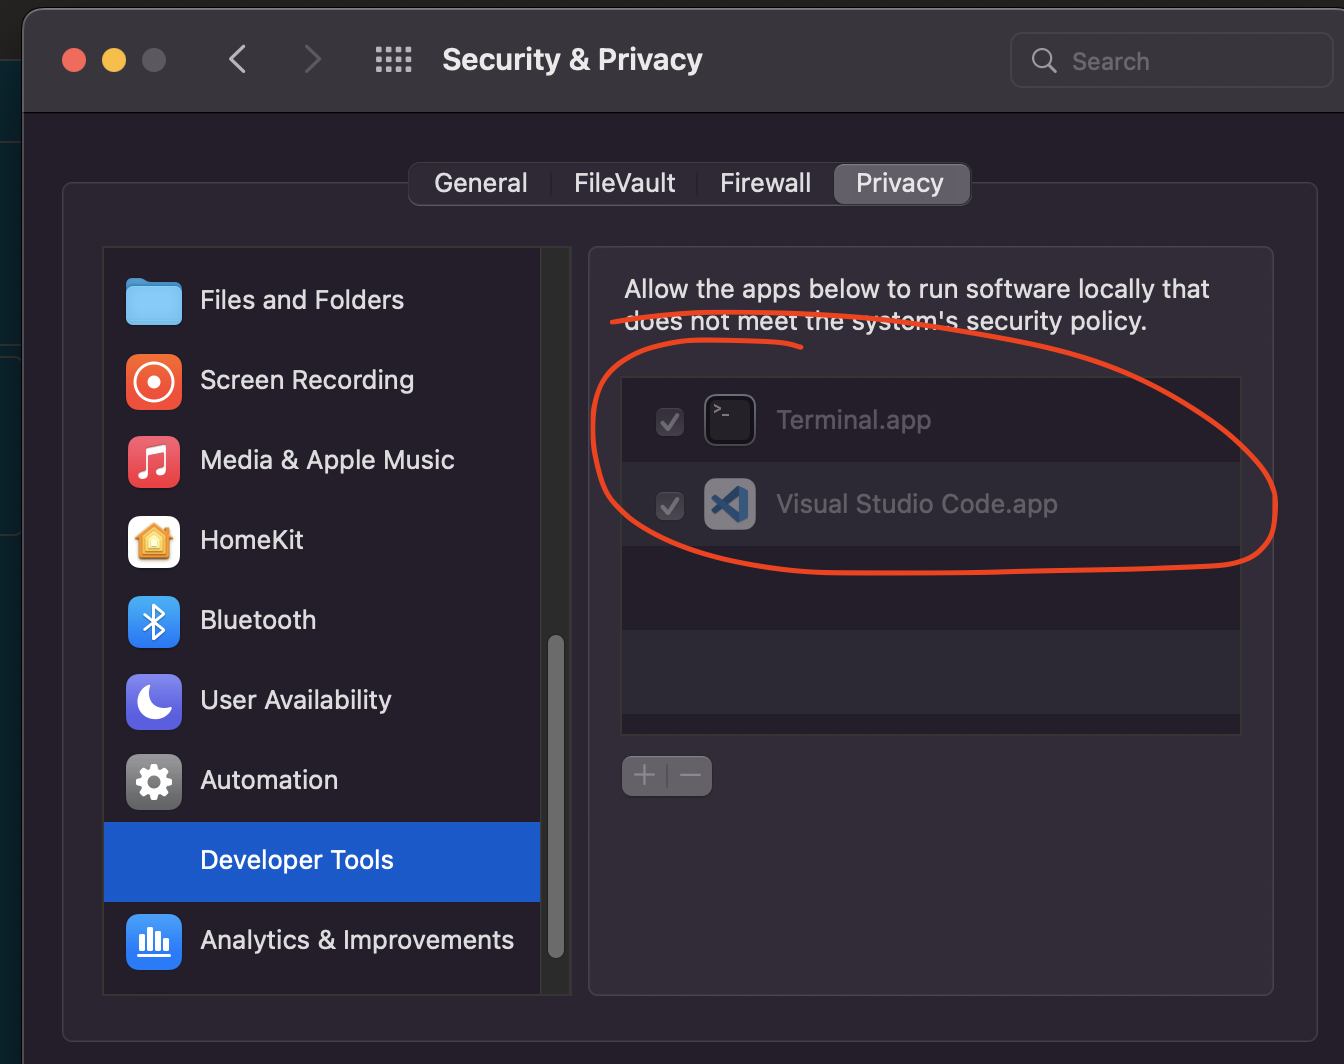 Security & Privacy
Search
General
FileVault
Firewall
Privacy
Files and Folders
Screen Recording
Media & Apple Music
HomeKit
Bluetooth
User Availability
Automation
Developer Tools
Analytics & Improvements
Allow the apps below to run software locally that
does not meet the system's security policy.
>_
Terminal.app
Visual Studio Code.app